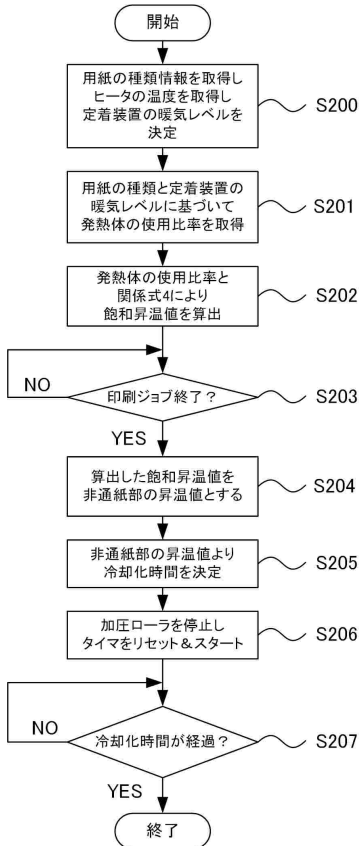 開始
用紙の種類情報を取得し
ヒータの温度を取得し
定着装置の暖気レベルを
決定
S200
用紙の種類と定着装置の
暖気レベルに基づいて
発熱体の使用比率を取得
S201
発熱体の使用比率と
関係式4により
飽和昇温値を算出
S202
NO
印刷ジョブ終了？
S203
YES
算出した飽和昇温値を
非通紙部の昇温値とする
S204
非通紙部の昇温値より
冷却化時間を決定
S205
加圧ローラを停止し
タイマをリセット＆スタート
S206
NO
冷却化時間が経過？
S207
YES
終了